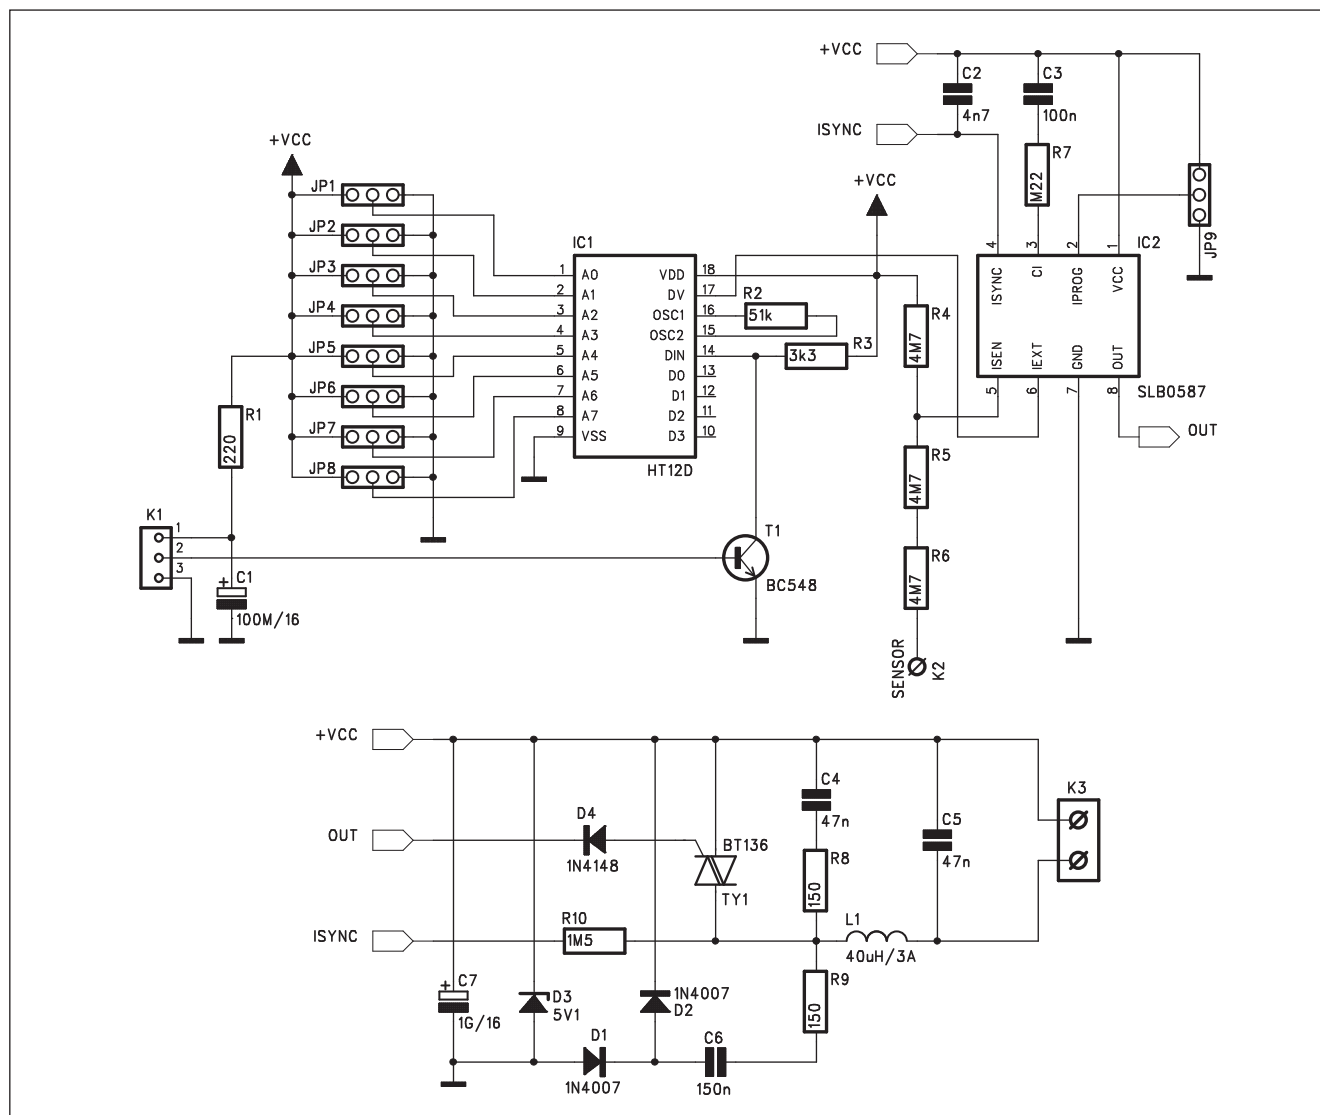 +VCC
C2
4n7
C3
100n
ISYNC
R7
M22
JP9
+VCC
JP1
JP2
JP3
JP4
JP5
JP6
JP7
JP8
R1
220
K1
1
2
3
+
C1
100M/16
IC1
1 A0 VDD 18
2 A1 DV 17
3 A2 OSC1 16
4 A3 OSC2 15
5 A4 DIN 14
6 A5 D0 13
7 A6 D1 12
8 A7 D2 11
9 VSS D3 10
HT12D
R2
51k
R3
3k3
+VCC
T1
BC548
R4
4M7
R5
4M7
R6
4M7
SENSOR
K2
IC2
4 3 2 1
ISYNC CI IPROG VCC
ISEN IEXT GND OUT
5 6 7 8
SLB0587
OUT
+VCC
OUT
ISYNC
D4
1N4148
BT136
TY1
C4
47n
R8
150
C5
47n
K3
R10
1M5
L1
40uH/3A
R9
150
+
C7
1G/16
D3
5V1
1N4007
D2
D1
1N4007
C6
150n